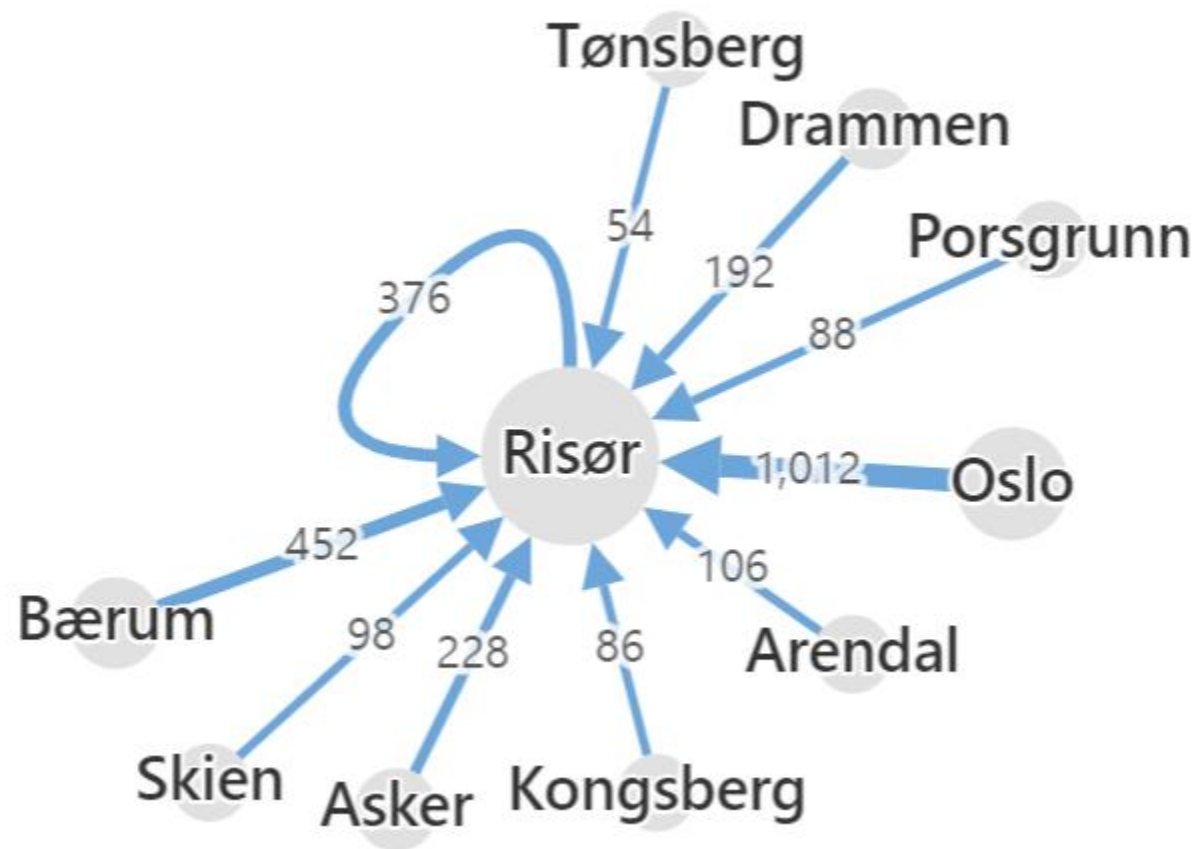 Tønsberg
Drammen
54
Porsgrunn
192
376
88
Risør
1,012
Oslo
452
106
Bærum
98
228
86
Arendal
Skien
Asker
Kongsberg